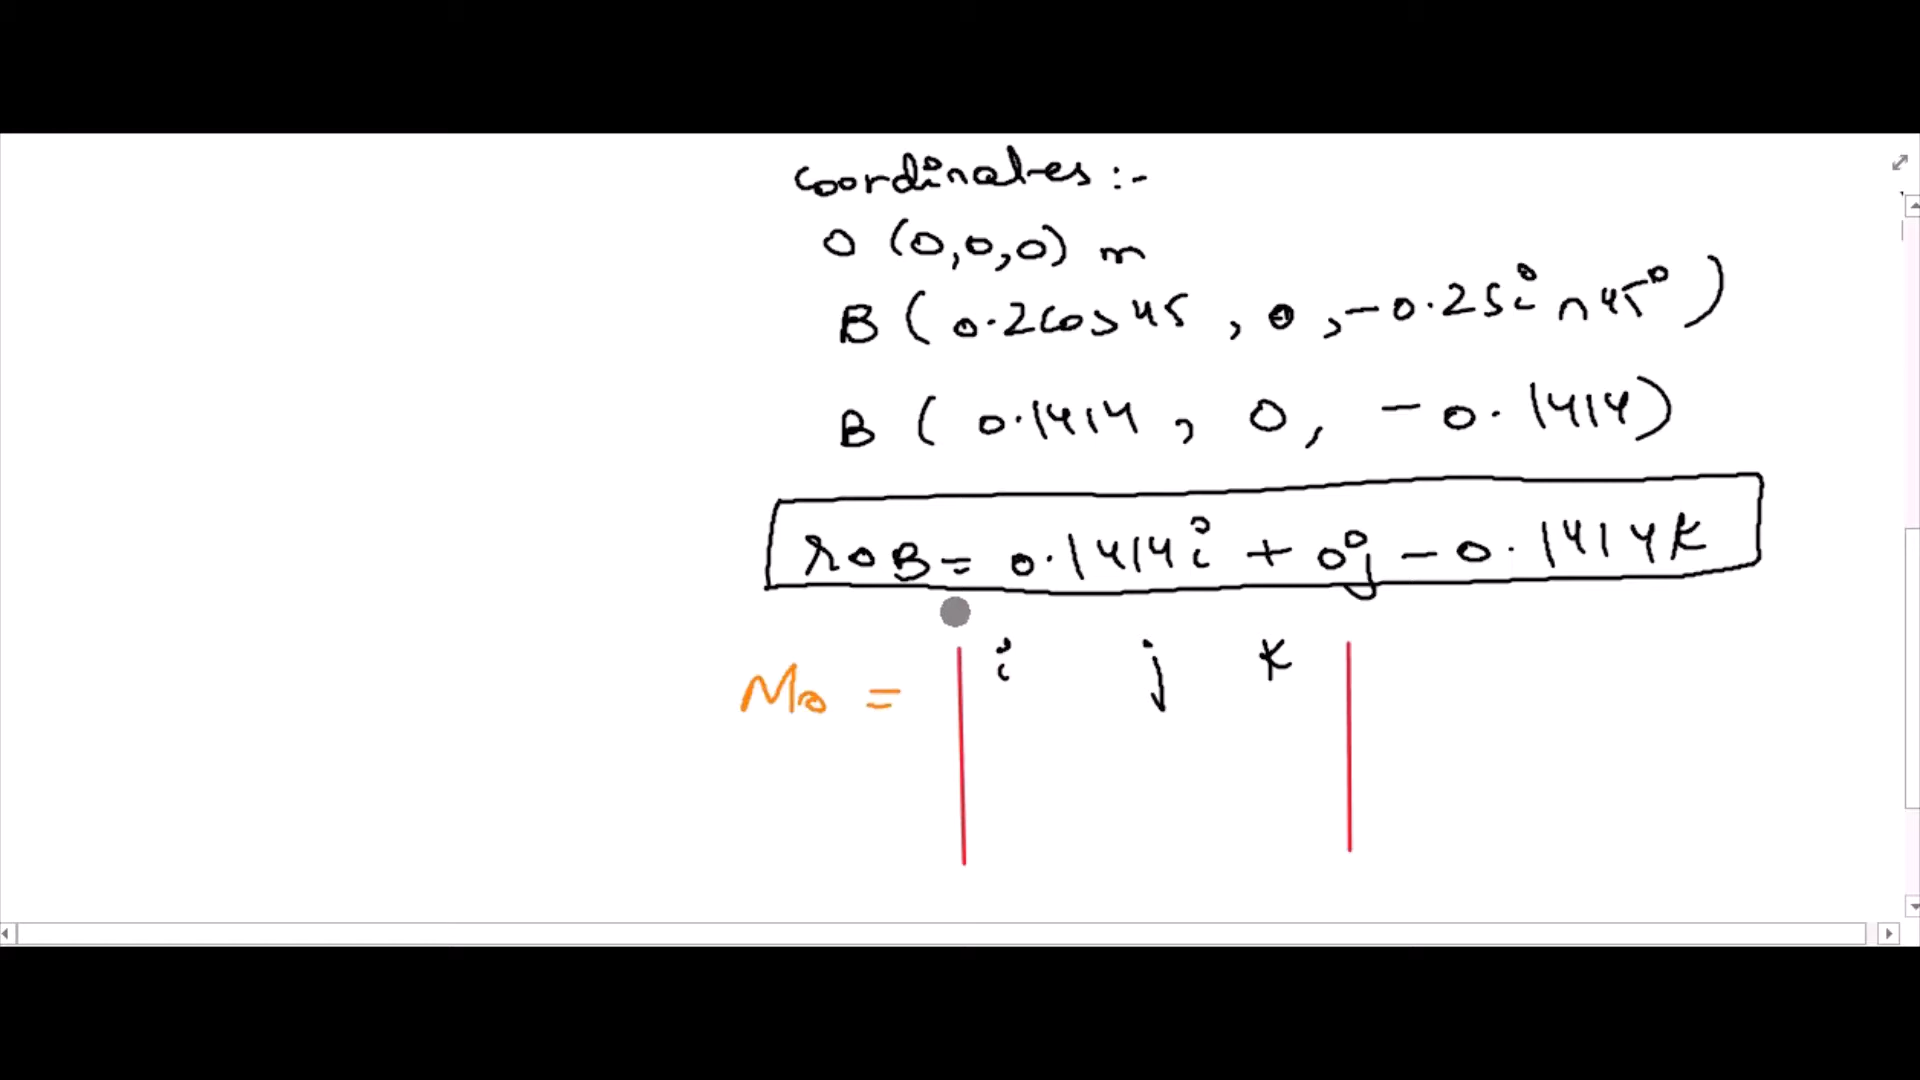 coordinates :-
O (0,0,0) m
B ( 0.2cos45 , 0 , -0.2sin45° )
B ( 0.1414 , 0 , - 0.1414)
rOB = 0.1414i + 0j - 0.1414k
i j k
Mo =